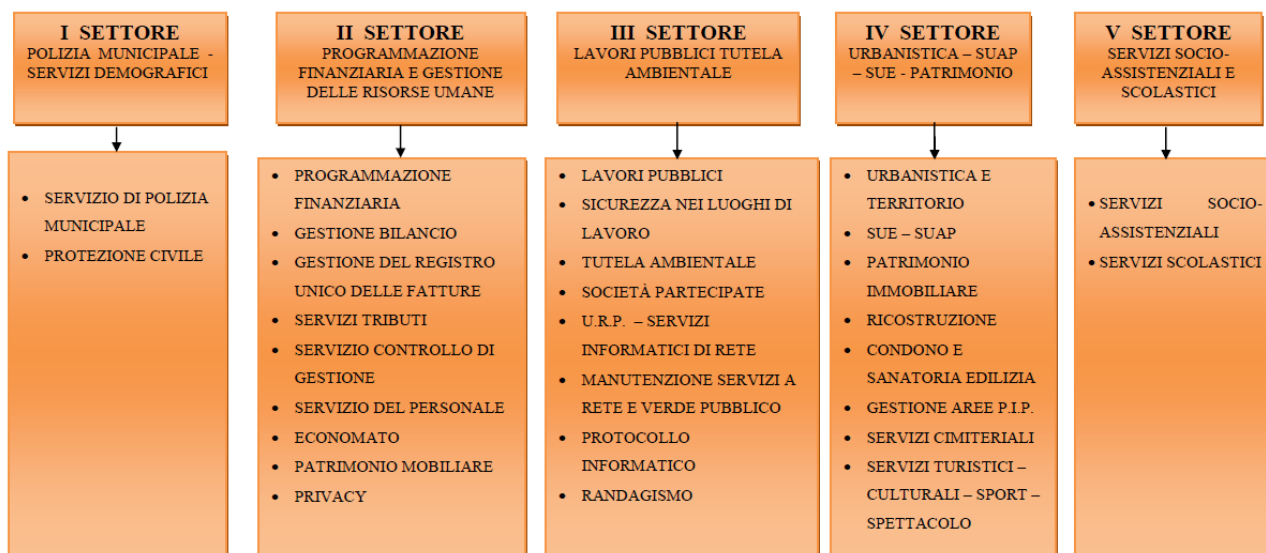 I SETTORE
POLIZIA MUNICIPALE -
SERVIZI DEMOGRAFICI
II SETTORE
PROGRAMMAZIONE
FINANZIARIA E GESTIONE
DELLE RISORSE UMANE
III SETTORE
LAVORI PUBBLICI TUTELA
AMBIENTALE
IV SETTORE
URBANISTICA – SUAP
– SUE - PATRIMONIO
V SETTORE
SERVIZI SOCIO-
ASSISTENZIALI E
SCOLASTICI
• SERVIZIO DI POLIZIA
MUNICIPALE
• PROTEZIONE CIVILE
• PROGRAMMAZIONE
FINANZIARIA
• GESTIONE BILANCIO
• GESTIONE DEL REGISTRO
UNICO DELLE FATTURE
• SERVIZI TRIBUTI
• SERVIZIO CONTROLLO DI
GESTIONE
• SERVIZIO DEL PERSONALE
• ECONOMATO
• PATRIMONIO MOBILIARE
• PRIVACY
• LAVORI PUBBLICI
• SICUREZZA NEI LUOGHI DI
LAVORO
• TUTELA AMBIENTALE
• SOCIETÀ PARTECIPATE
• U.R.P. – SERVIZI
INFORMATICI DI RETE
• MANUTENZIONE SERVIZI A
RETE E VERDE PUBBLICO
• PROTOCOLLO
INFORMATICO
• RANDAGISMO
• URBANISTICA E
TERRITORIO
• SUE – SUAP
• PATRIMONIO
IMMOBILIARE
• RICOSTRUZIONE
• CONDONO E
SANATORIA EDILIZIA
• GESTIONE AREE P.I.P.
• SERVIZI CIMITERIALI
• SERVIZI TURISTICI –
CULTURALI – SPORT –
SPETTACOLO
• SERVIZI SOCIO-
ASSISTENZIALI
• SERVIZI SCOLASTICI